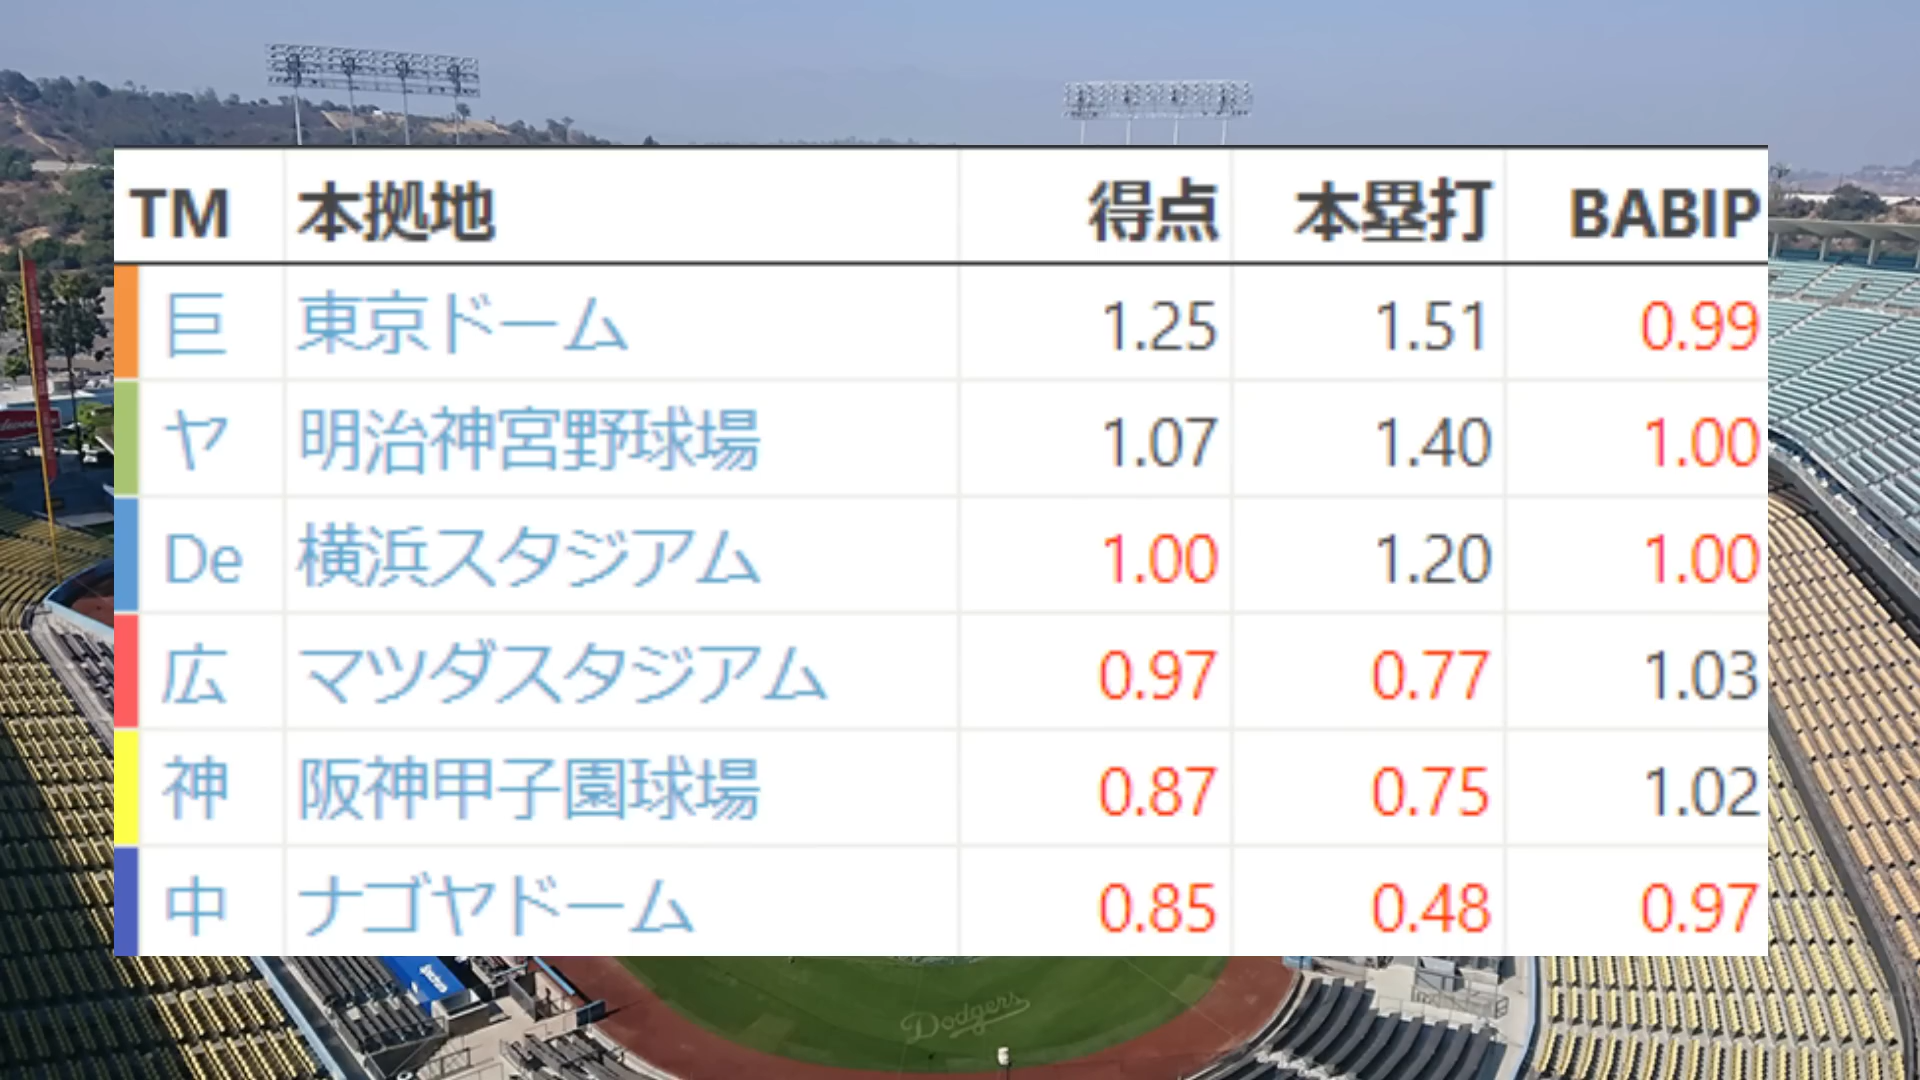 TM 本拠地 得点 本塁打 BABIP
巨 東京ドーム 1.25 1.51 0.99
ヤ 明治神宮野球場 1.07 1.40 1.00
De 横浜スタジアム 1.00 1.20 1.00
広 マツダスタジアム 0.97 0.77 1.03
神 阪神甲子園球場 0.87 0.75 1.02
中 ナゴヤドーム 0.85 0.48 0.97
Dodgers